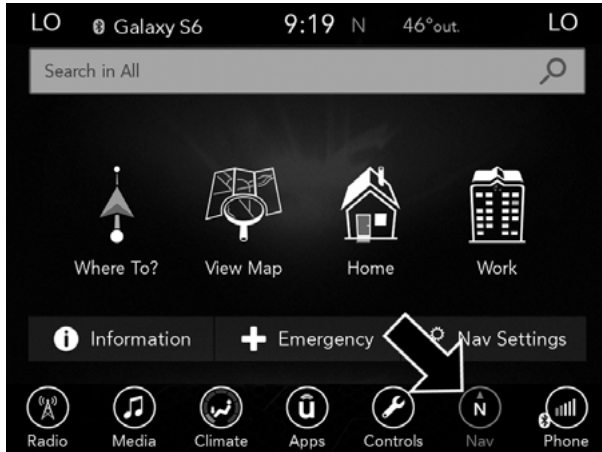 LO Galaxy S6 9:19 N 46°out. LO
Search in All
Where To? View Map Home Work
Information Emergency Nav Settings
û N
Radio Media Climate Apps Controls Nav Phone